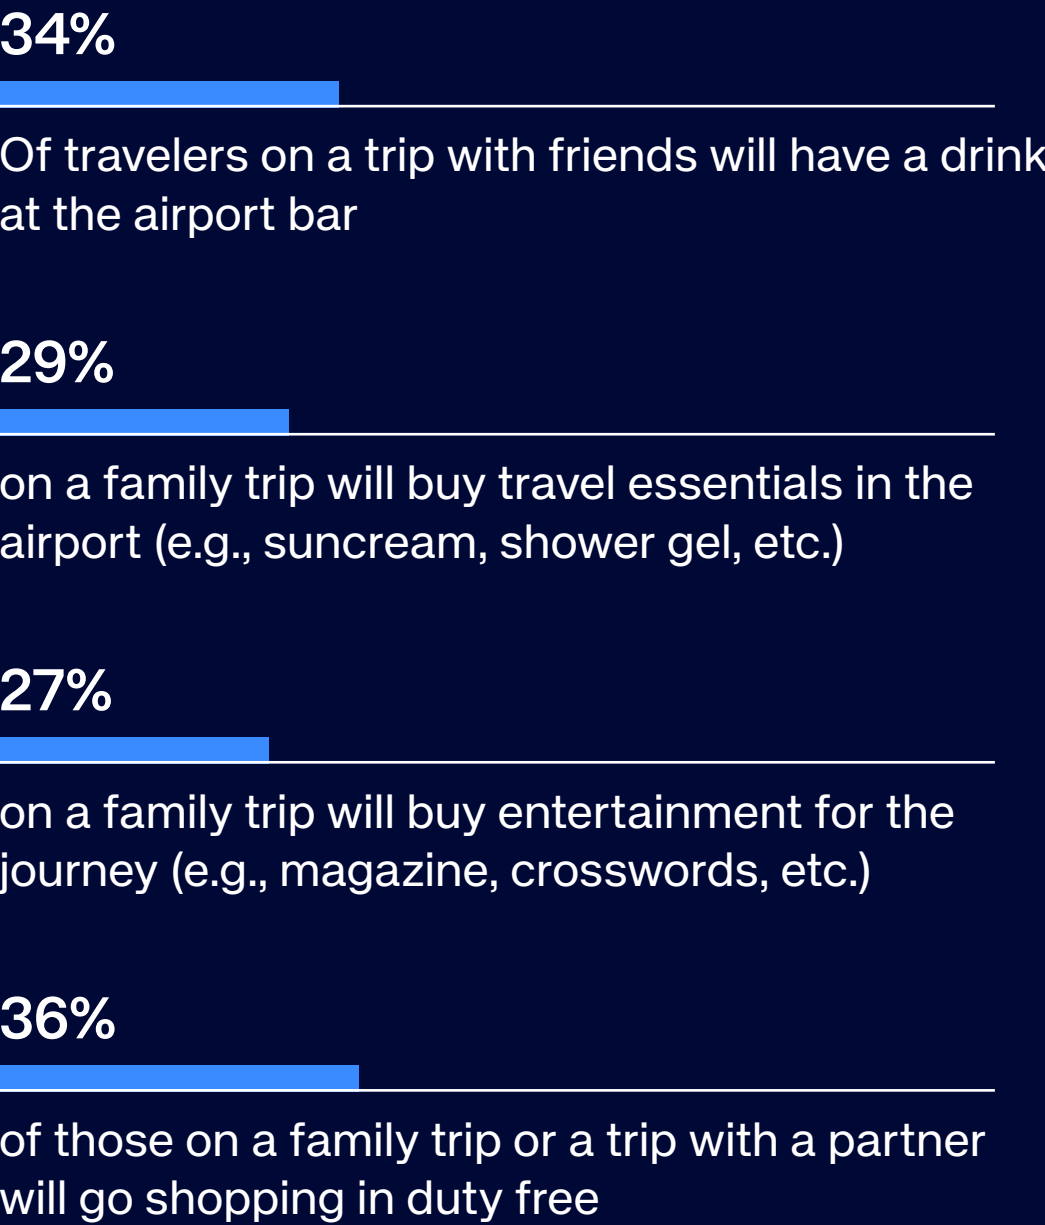 34%
Of travelers on a trip with friends will have a drink
at the airport bar
29%
on a family trip will buy travel essentials in the
airport (e.g., suncream, shower gel, etc.)
27%
on a family trip will buy entertainment for the
journey (e.g., magazine, crosswords, etc.)
36%
of those on a family trip or a trip with a partner
will go shopping in duty free